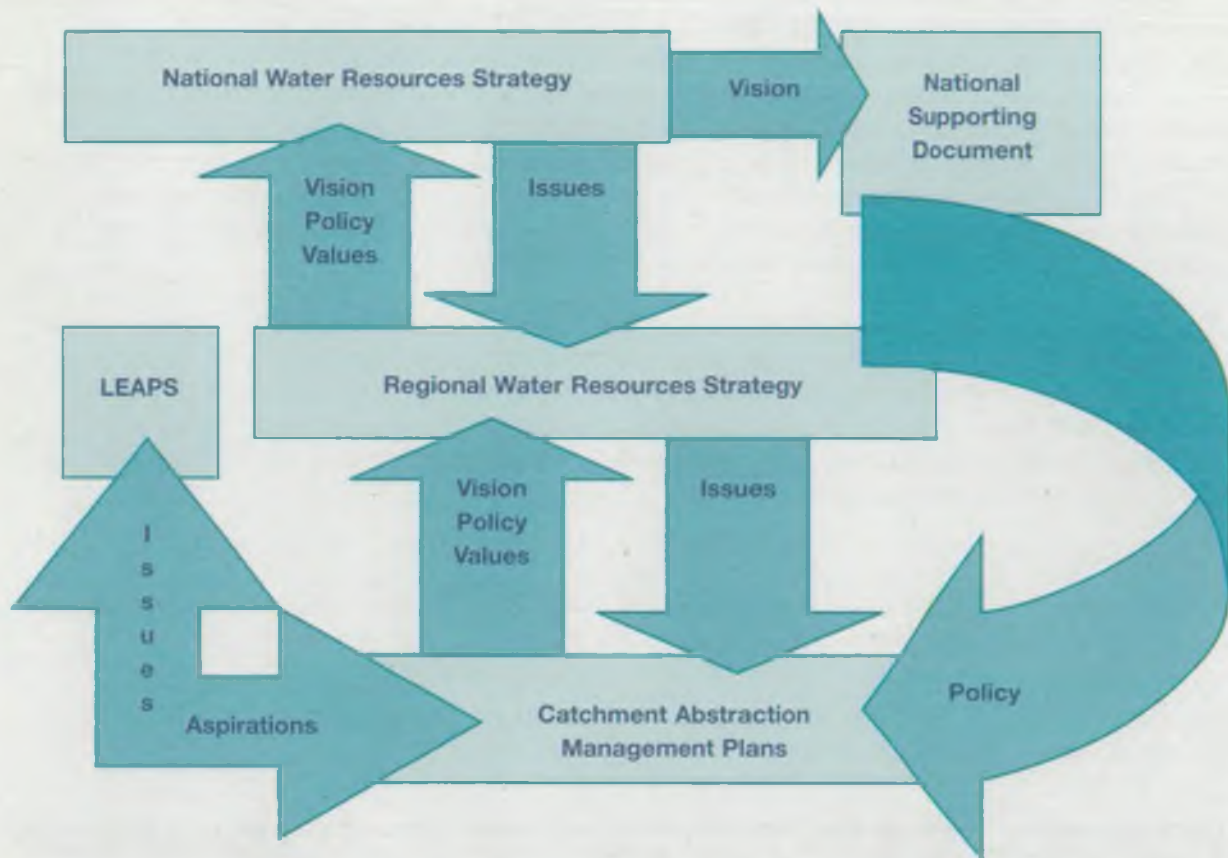 National Water Resources Strategy
Vision
National
Supporting
Document
Vision
Policy
Values
Issues
LEAPS
Regional Water Resources Strategy
Vision
Policy
Values
Issues
Issues
Aspirations
Catchment Abstraction
Management Plans
Policy